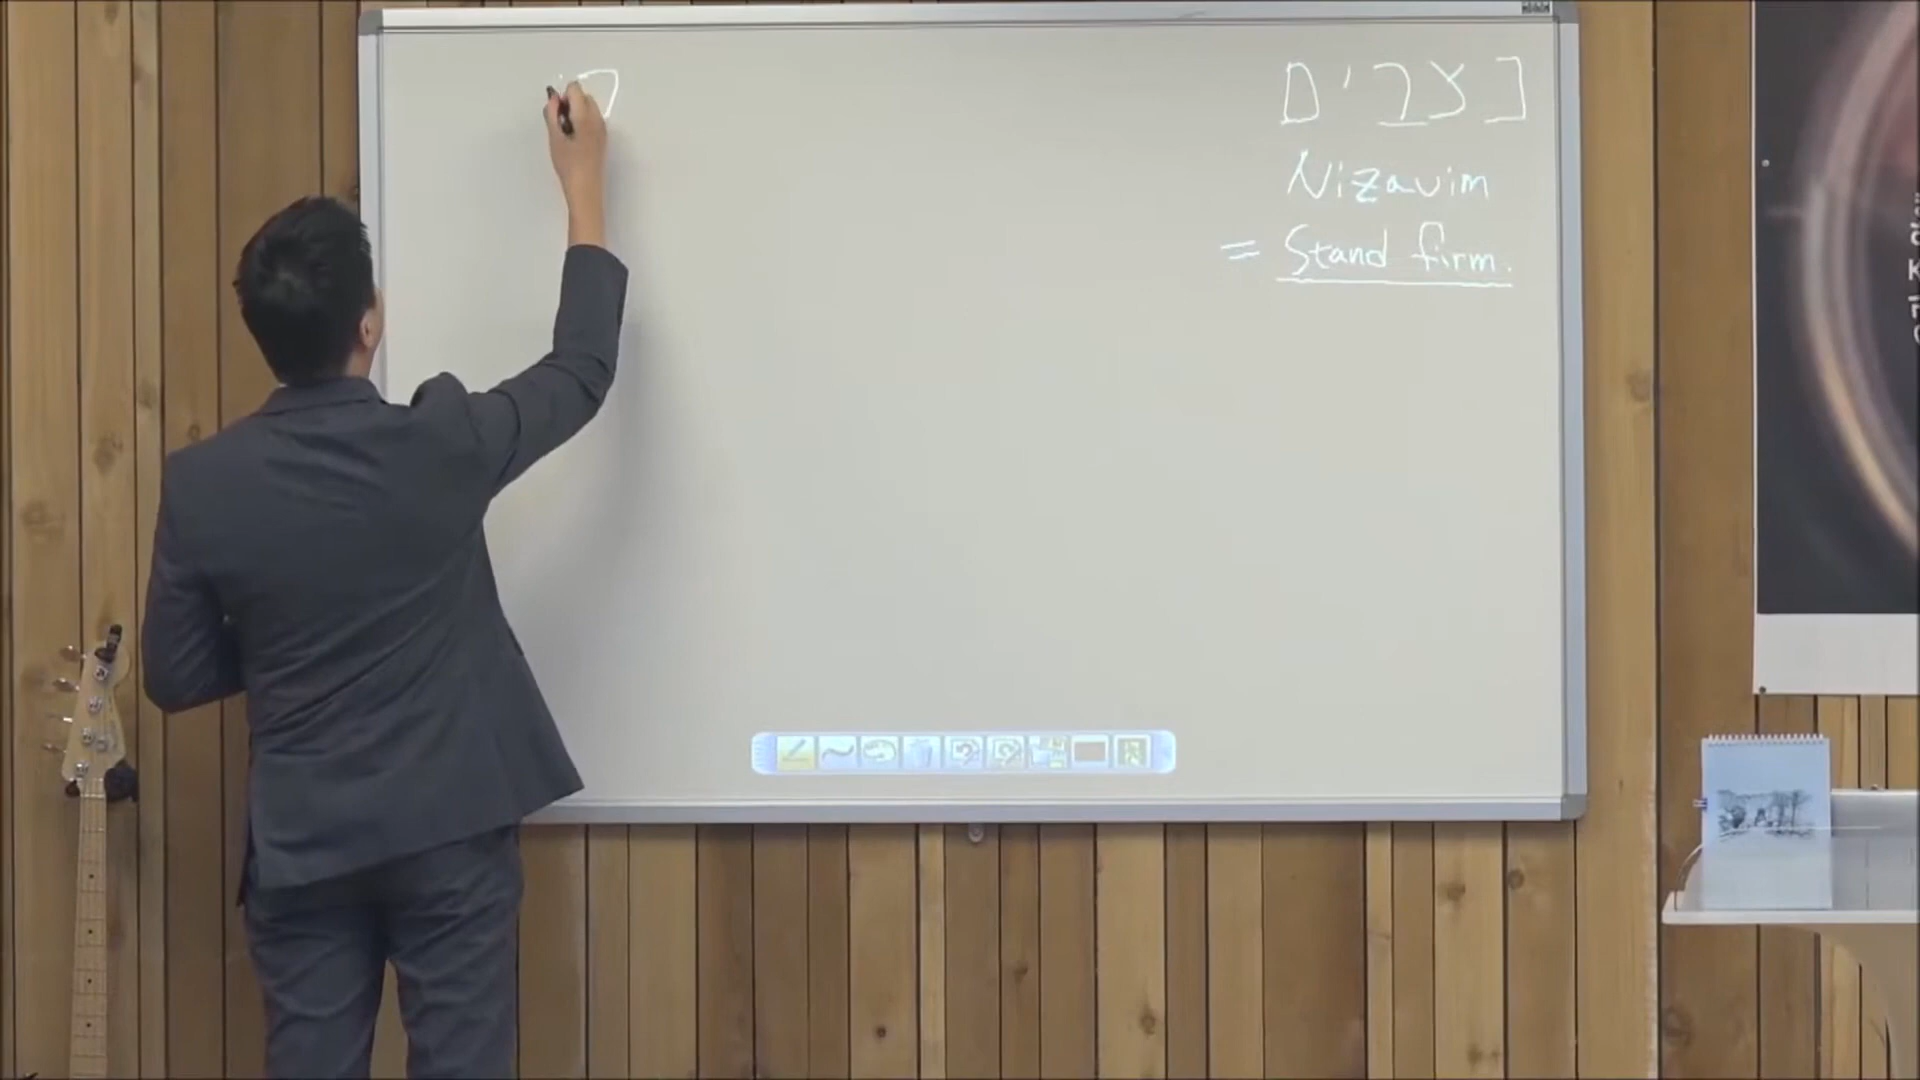 נצבים
Nizavim
= Stand firm.